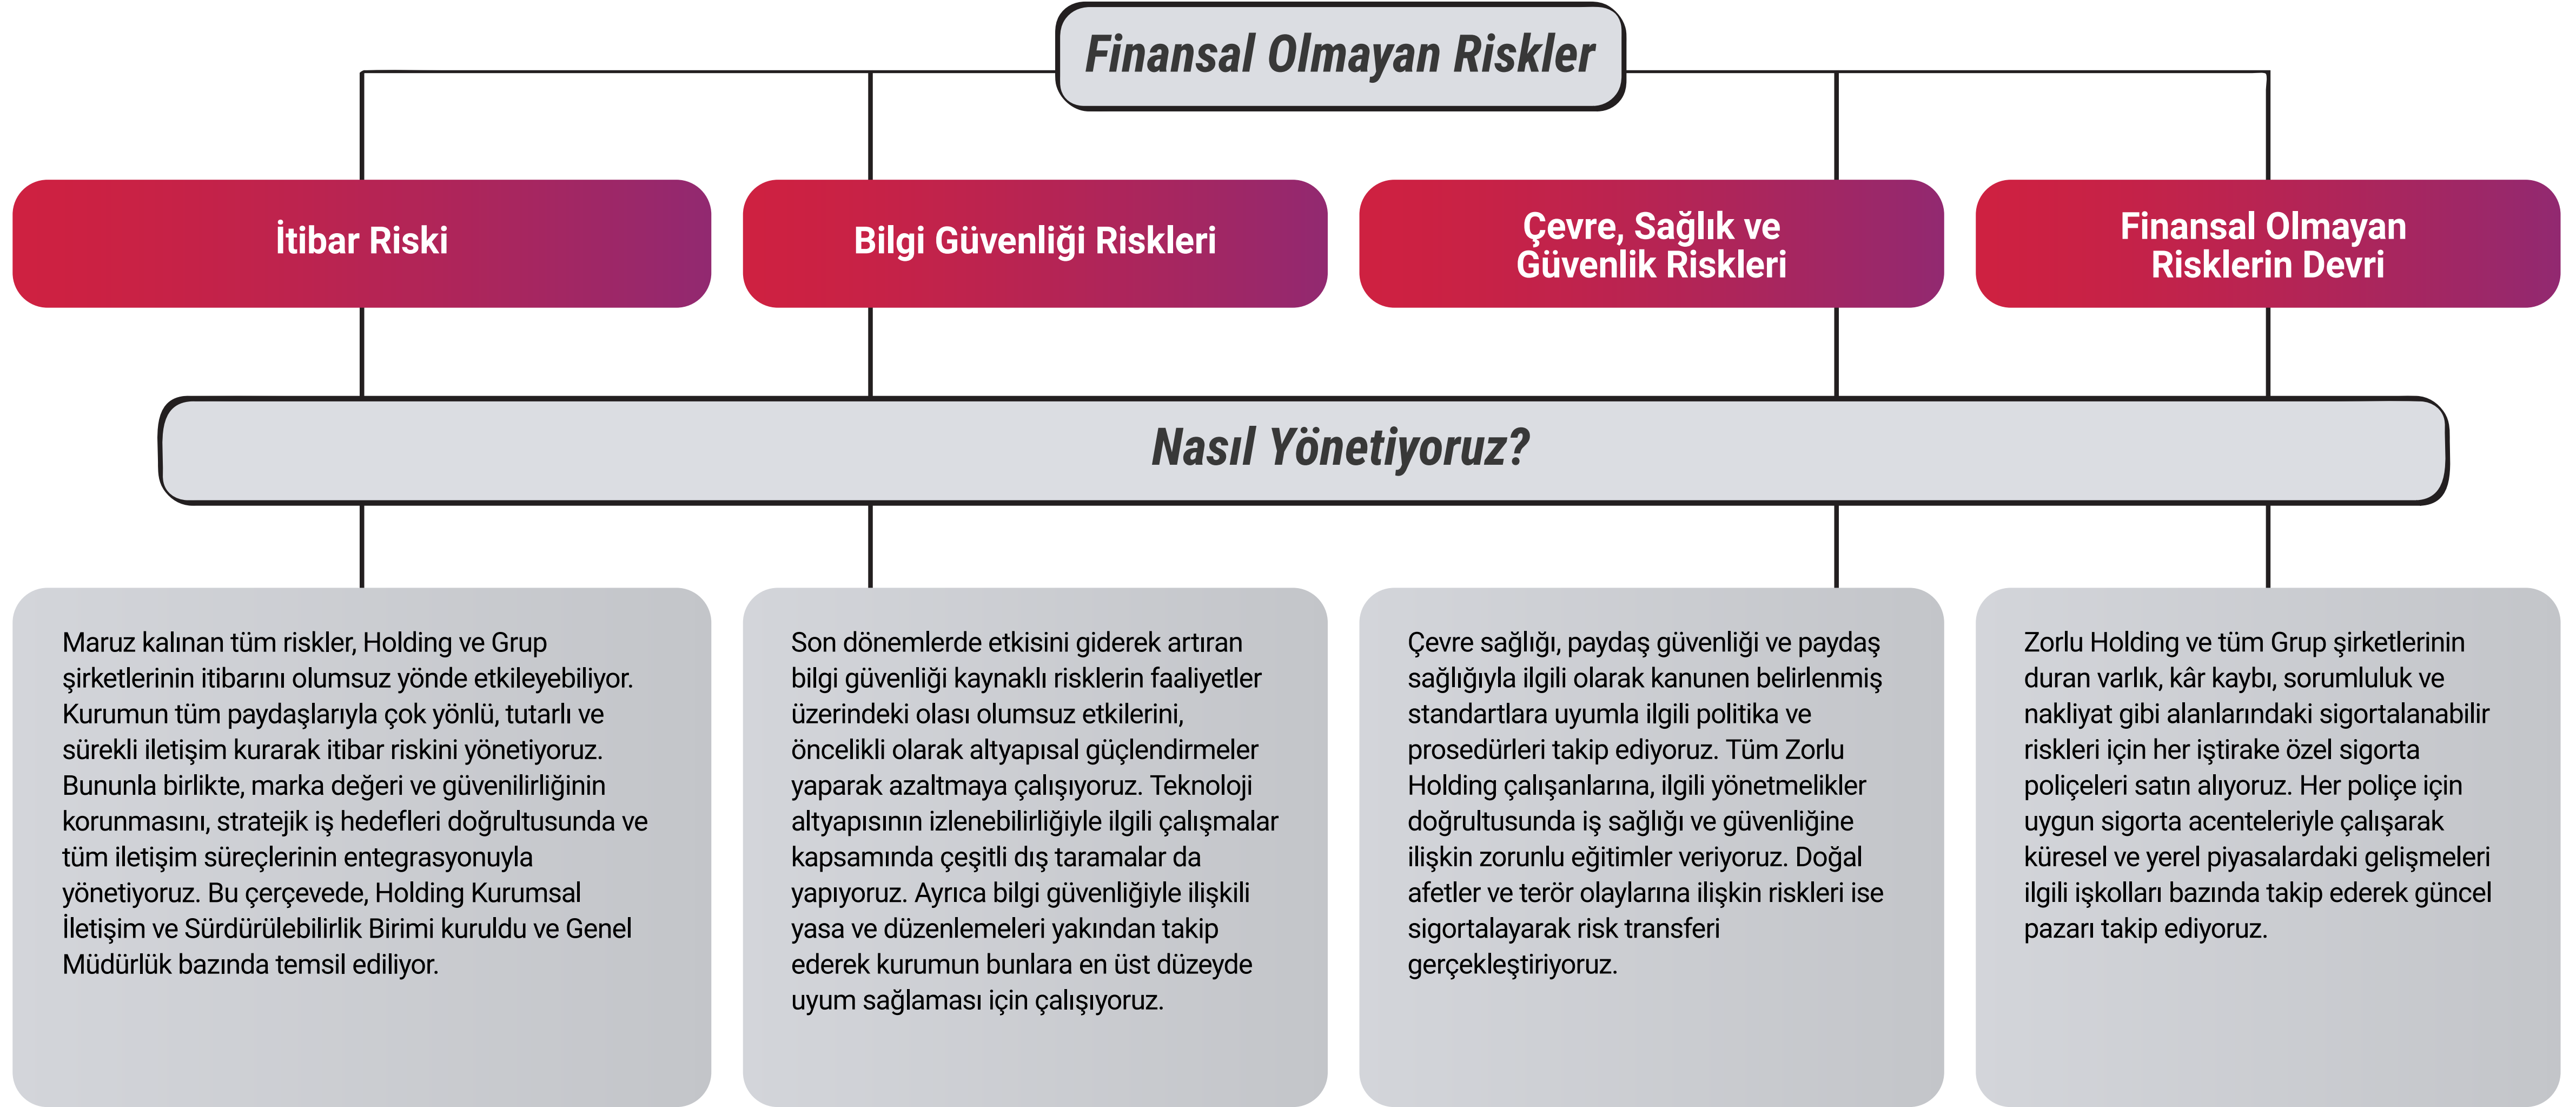 Finansal Olmayan Riskler
İtibar Riski
Bilgi Güvenliği Riskleri
Çevre, Sağlık ve
Güvenlik Riskleri
Finansal Olmayan
Risklerin Devri
Nasıl Yönetiyoruz?
Maruz kalınan tüm riskler, Holding ve Grup
şirketlerinin itibarını olumsuz yönde etkileyebiliyor.
Kurumun tüm paydaşlarıyla çok yönlü, tutarlı ve
sürekli iletişim kurarak itibar riskini yönetiyoruz.
Bununla birlikte, marka değeri ve güvenilirliğinin
korunmasını, stratejik iş hedefleri doğrultusunda ve
tüm iletişim süreçlerinin entegrasyonuyla
yönetiyoruz. Bu çerçevede, Holding Kurumsal
İletişim ve Sürdürülebilirlik Birimi kuruldu ve Genel
Müdürlük bazında temsil ediliyor.
Son dönemlerde etkisini giderek artıran
bilgi güvenliği kaynaklı risklerin faaliyetler
üzerindeki olası olumsuz etkilerini,
öncelikli olarak altyapısal güçlendirmeler
yaparak azaltmaya çalışıyoruz. Teknoloji
altyapısının izlenebilirliğiyle ilgili çalışmalar
kapsamında çeşitli dış taramalar da
yapıyoruz. Ayrıca bilgi güvenliğiyle ilişkili
yasa ve düzenlemeleri yakından takip
ederek kurumun bunlara en üst düzeyde
uyum sağlaması için çalışıyoruz.
Çevre sağlığı, paydaş güvenliği ve paydaş
sağlığıyla ilgili olarak kanunen belirlenmiş
standartlara uyumla ilgili politika ve
prosedürleri takip ediyoruz. Tüm Zorlu
Holding çalışanlarına, ilgili yönetmelikler
doğrultusunda iş sağlığı ve güvenliğine
ilişkin zorunlu eğitimler veriyoruz. Doğal
afetler ve terör olaylarına ilişkin riskleri ise
sigortalayarak risk transferi
gerçekleştiriyoruz.
Zorlu Holding ve tüm Grup şirketlerinin
duran varlık, kâr kaybı, sorumluluk ve
nakliyat gibi alanlarındaki sigortalanabilir
riskleri için her iştirake özel sigorta
poliçeleri satın alıyoruz. Her poliçe için
uygun sigorta acenteleriyle çalışarak
küresel ve yerel piyasalardaki gelişmeleri
ilgili işkolları bazında takip ederek güncel
pazarı takip ediyoruz.